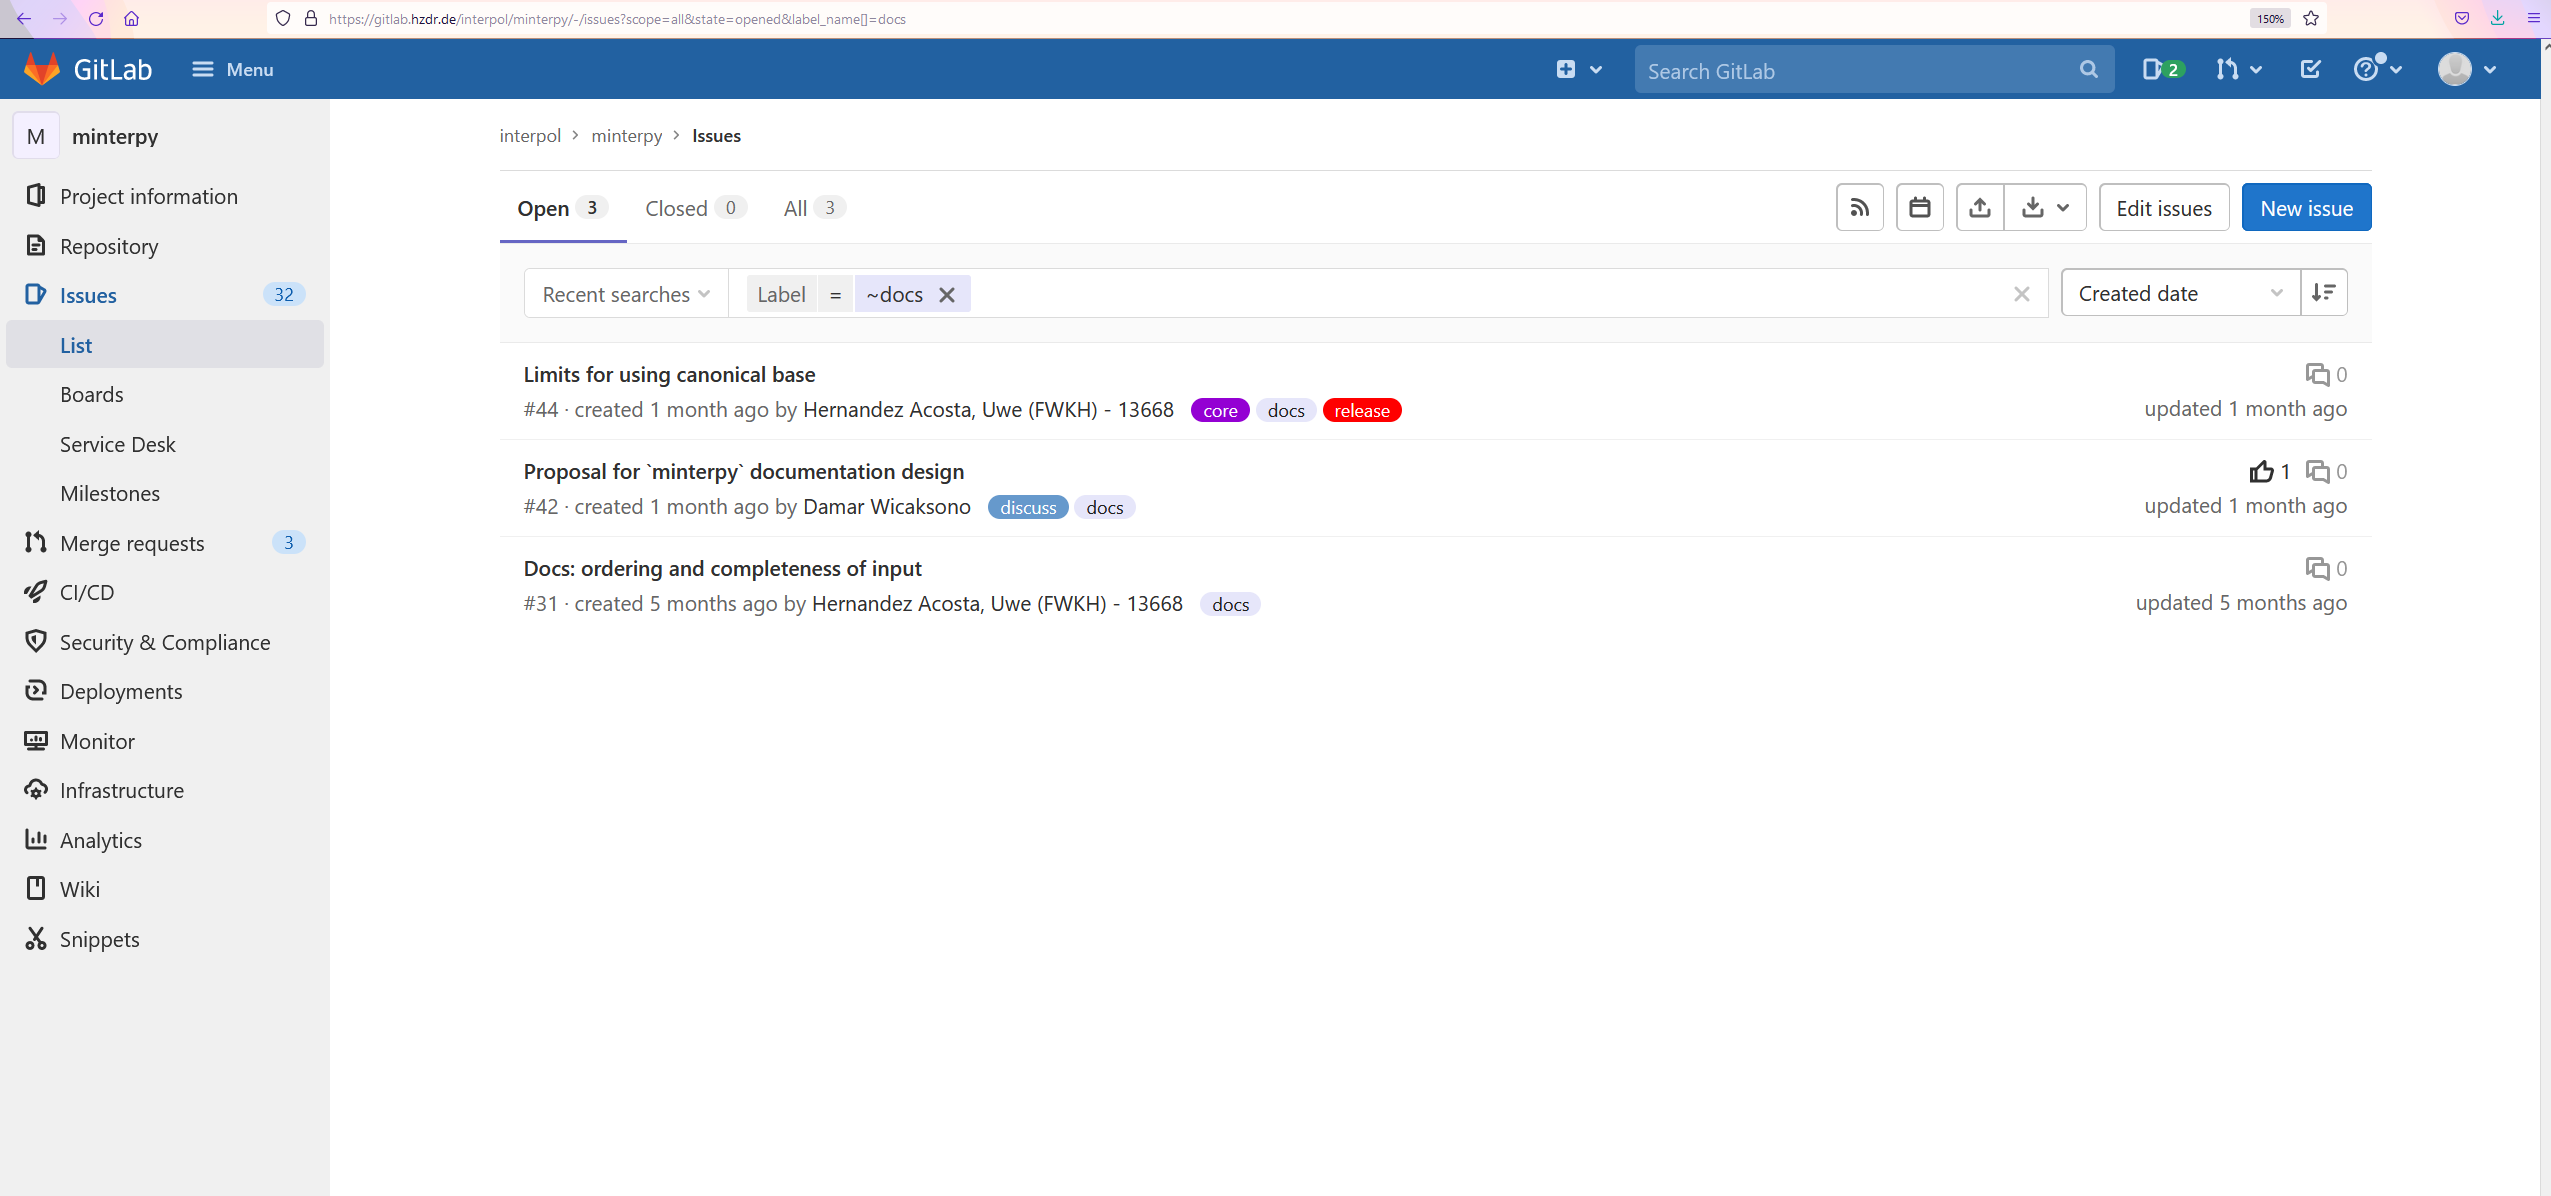 https://gitlab.hzdr.de/interpol/minterpy/-/issues?scope=all&state=opened&label_name[]=docs
150%
GitLab
Menu
Search GitLab
2
M
minterpy
Project information
Repository
Issues
32
List
Boards
Service Desk
Milestones
Merge requests
3
CI/CD
Security & Compliance
Deployments
Monitor
Infrastructure
Analytics
Wiki
Snippets
interpol > minterpy > Issues
Open 3
Closed 0
All 3
Edit issues
New issue
Recent searches
Label = ~docs
Created date
Limits for using canonical base
0
#44 · created 1 month ago by Hernandez Acosta, Uwe (FWKH) - 13668 core docs release
updated 1 month ago
Proposal for `minterpy` documentation design
1 0
#42 · created 1 month ago by Damar Wicaksono discuss docs
updated 1 month ago
Docs: ordering and completeness of input
0
#31 · created 5 months ago by Hernandez Acosta, Uwe (FWKH) - 13668 docs
updated 5 months ago